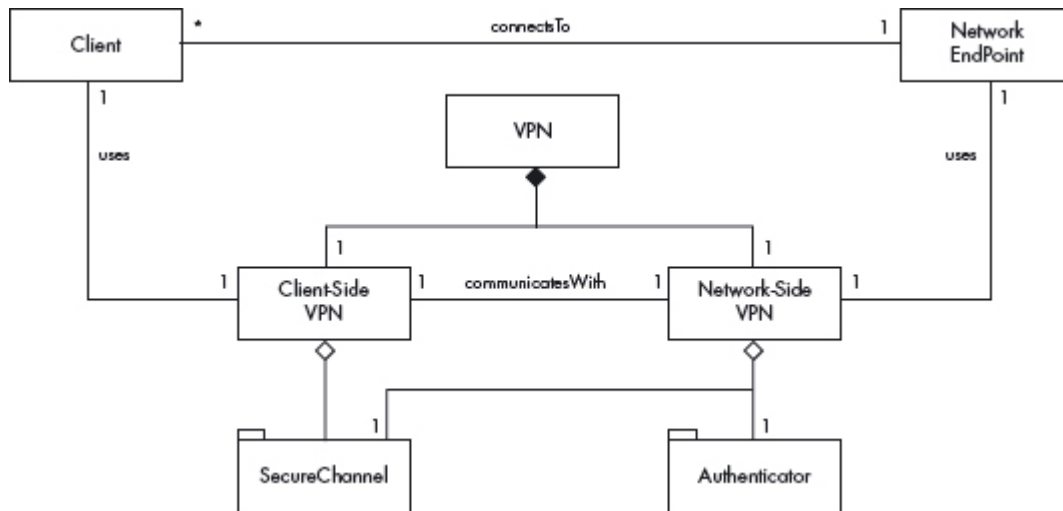 Client
*
connectsTo
1
Network
EndPoint
1
1
VPN
uses
uses
1
1
1
Client-Side
VPN
1
communicatesWith
1
Network-Side
VPN
1
1
1
SecureChannel
Authenticator